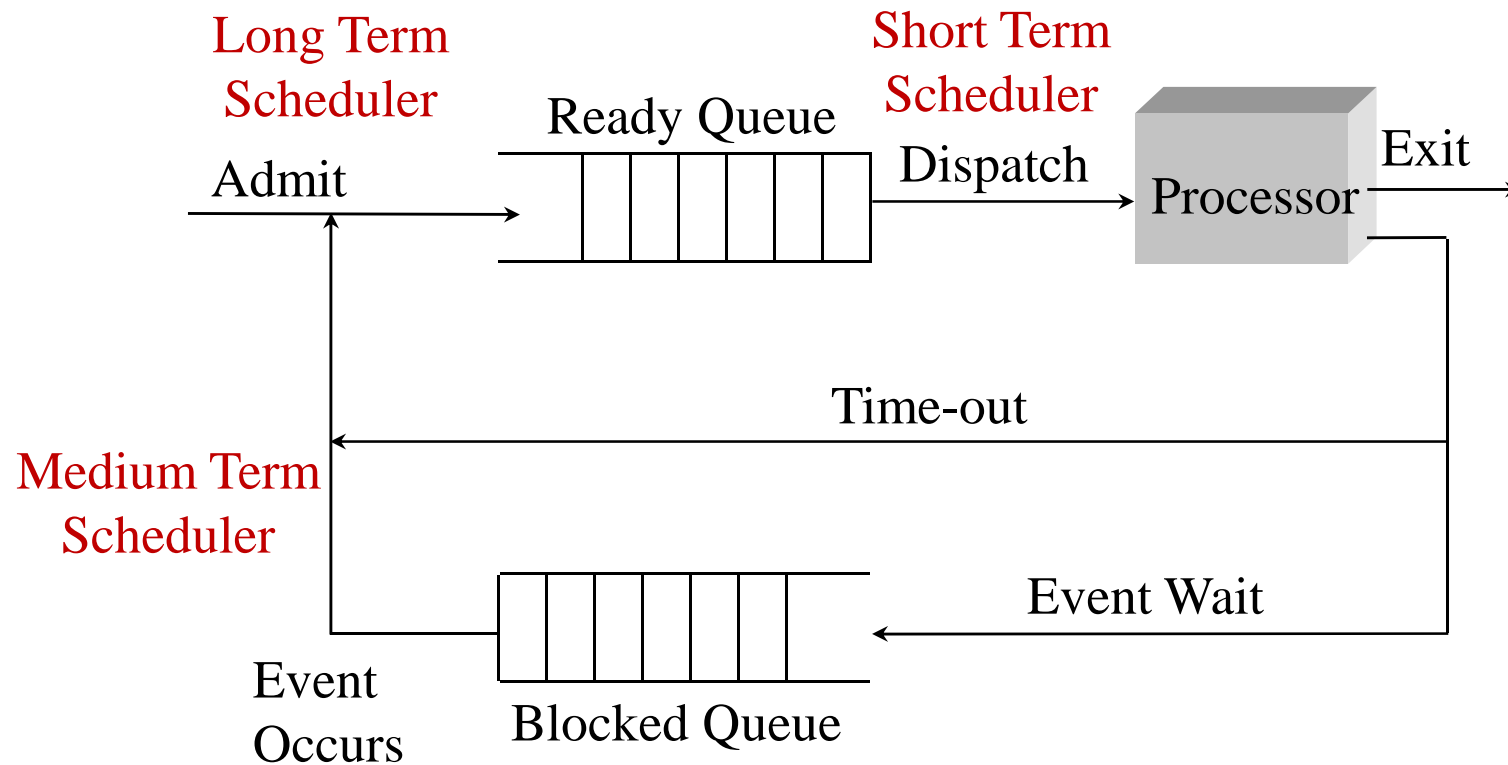 Long Term
Scheduler
Short Term
Scheduler
Ready Queue
Admit
Dispatch
Processor
Exit
Time-out
Medium Term
Scheduler
Event Wait
Event
Occurs
Blocked Queue